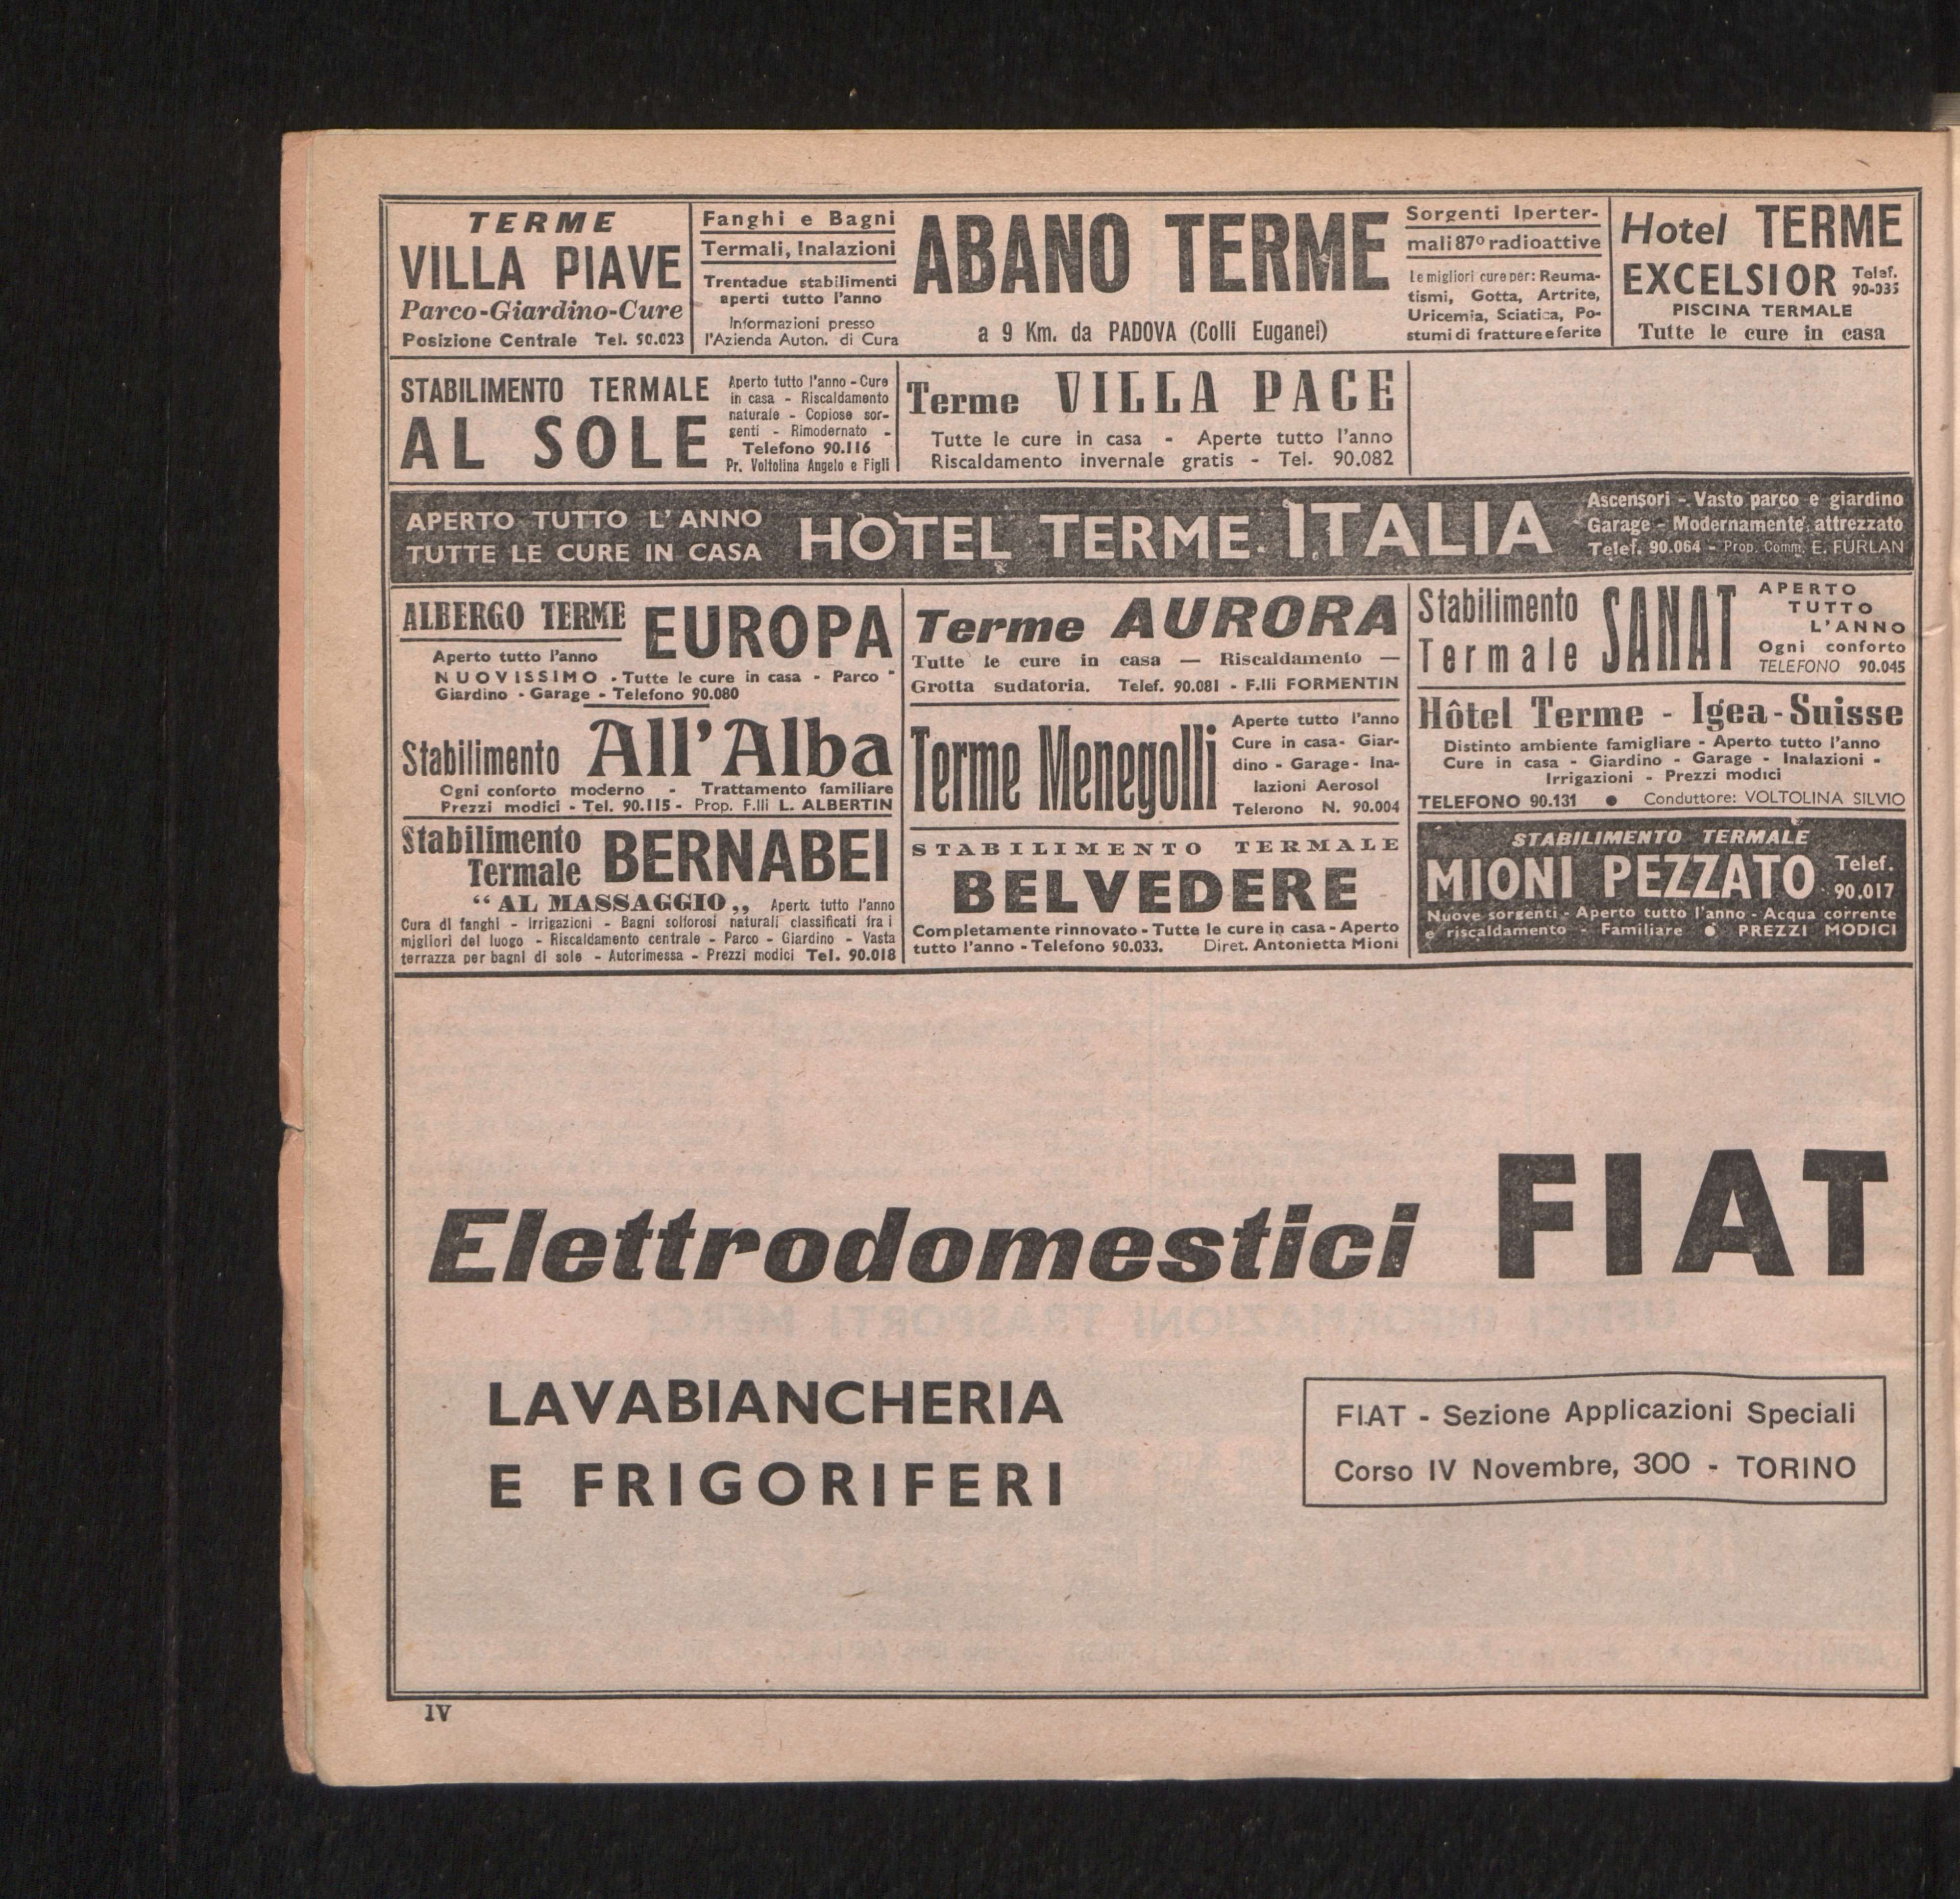 TERME
VILLA PIAVE
Parco-Giardino-Cure
Posizione Centrale Tel. 90.023
Fanghi e Bagni
Termali, Inalazioni
Trentadue stabilimenti
aperti tutto l'anno
Informazioni presso
l'Azienda Auton. di Cura
ABANO TERME
a 9 Km. da PADOVA (Colli Euganei)
Sorgenti Iperter-
mali 87º radioattive
Le migliori cure per: Reuma-
tismi, Gotta, Artrite,
Uricemia, Sciatica, Po-
stumi di fratture e ferite
Hotel TERME
EXCELSIOR Telef.
90-035
PISCINA TERMALE
Tutte le cure in casa
STABILIMENTO TERMALE
AL SOLE
Aperto tutto l'anno - Cure
in casa - Riscaldamento
naturale - Copiose sor-
genti - Rimodernato -
Telefono 90.116
Pr. Voltolina Angelo e Figli
Terme VILLA PACE
Tutte le cure in casa - Aperte tutto l'anno
Riscaldamento invernale gratis - Tel. 90.082
APERTO TUTTO L'ANNO
TUTTE LE CURE IN CASA
HOTEL TERME ITALIA
Ascensori - Vasto parco e giardino
Garage - Modernamente attrezzato
Telef. 90.064 - Prop. Comm. E. FURLAN
ALBERGO TERME EUROPA
Aperto tutto l'anno
NUOVISSIMO - Tutte le cure in casa - Parco -
Giardino - Garage - Telefono 90.080
Stabilimento All'Alba
Ogni conforto moderno - Trattamento familiare
Prezzi modici - Tel. 90.115 - Prop. F.lli L. ALBERTIN
Stabilimento
Termale BERNABEI
“AL MASSAGGIO„ Aperto tutto l'anno
Cura di fanghi - Irrigazioni - Bagni solforosi naturali classificati fra i
migliori del luogo - Riscaldamento centrale - Parco - Giardino - Vasta
terrazza per bagni di sole - Autorimessa - Prezzi modici Tel. 90.018
Terme AURORA
Tutte le cure in casa — Riscaldamento —
Grotta sudatoria. Telef. 90.081 - F.lli FORMENTIN
Terme Menegolli
Aperte tutto l'anno
Cure in casa- Giar-
dino - Garage - Ina-
lazioni Aerosol
Telefono N. 90.004
STABILIMENTO TERMALE
BELVEDERE
Completamente rinnovato - Tutte le cure in casa - Aperto
tutto l'anno - Telefono 90.033. Diret. Antonietta Mioni
Stabilimento
Termale SANAT
APERTO
TUTTO
L'ANNO
Ogni conforto
TELEFONO 90.045
Hôtel Terme - Igea-Suisse
Distinto ambiente famigliare - Aperto tutto l'anno
Cure in casa - Giardino - Garage - Inalazioni -
Irrigazioni - Prezzi modici
TELEFONO 90.131 ● Conduttore: VOLTOLINA SILVIO
STABILIMENTO TERMALE
MIONI PEZZATO Telef.
90.017
Nuove sorgenti - Aperto tutto l'anno - Acqua corrente
e riscaldamento - Familiare ● PREZZI MODICI
Elettrodomestici FIAT
LAVABIANCHERIA
E FRIGORIFERI
FIAT - Sezione Applicazioni Speciali
Corso IV Novembre, 300 - TORINO
IV